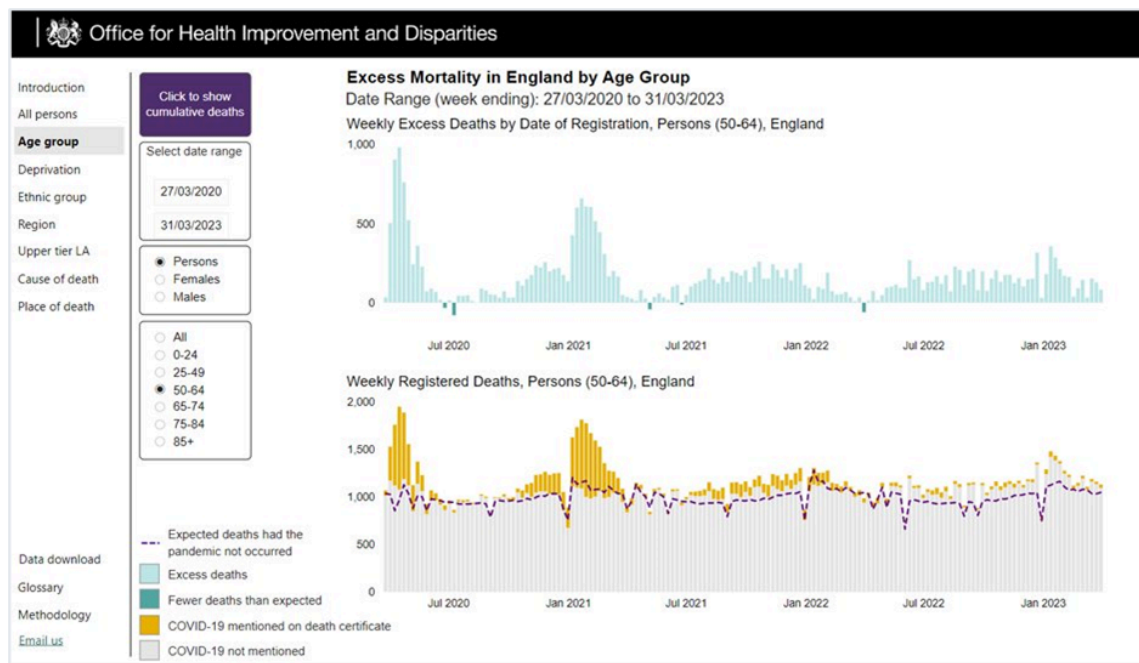 Office for Health Improvement and Disparities
Introduction
All persons
Age group
Deprivation
Ethnic group
Region
Upper tier LA
Cause of death
Place of death
Data download
Glossary
Methodology
Email us
Click to show
cumulative deaths
Select date range
27/03/2020
31/03/2023
Persons
Females
Males
All
0-24
25-49
50-64
65-74
75-84
85+
Expected deaths had the
pandemic not occurred
Excess deaths
Fewer deaths than expected
COVID-19 mentioned on death certificate
COVID-19 not mentioned
Excess Mortality in England by Age Group
Date Range (week ending): 27/03/2020 to 31/03/2023
Weekly Excess Deaths by Date of Registration, Persons (50-64), England
1,000
500
0
Jul 2020 Jan 2021 Jul 2021 Jan 2022 Jul 2022 Jan 2023
Weekly Registered Deaths, Persons (50-64), England
2,000
1,500
1,000
500
0
Jul 2020 Jan 2021 Jul 2021 Jan 2022 Jul 2022 Jan 2023